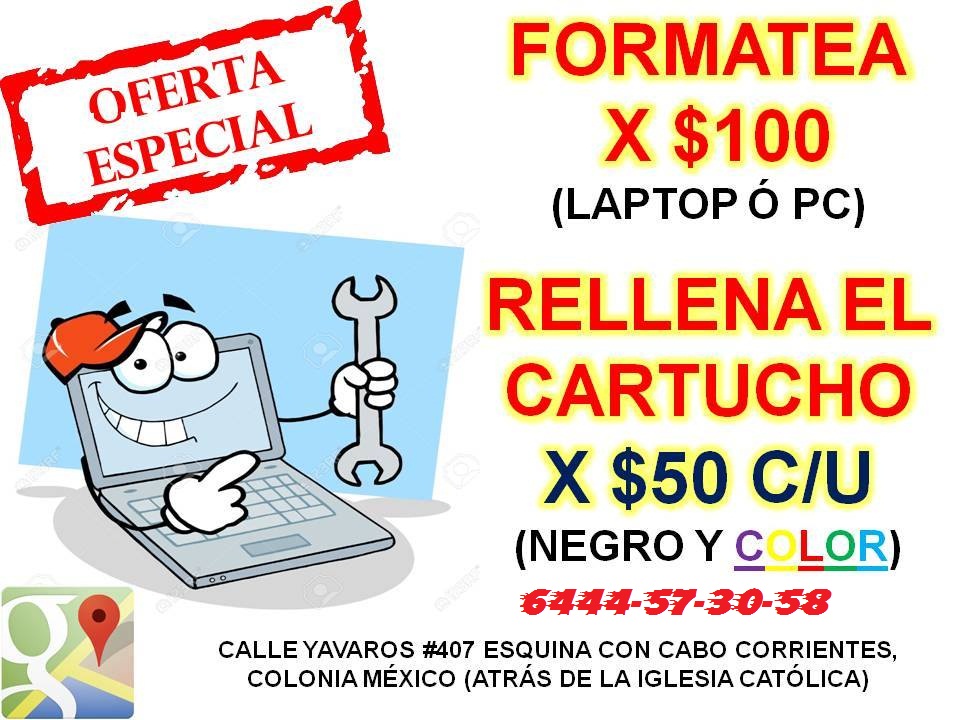 OFERTA
ESPECIAL
FORMATEA
X $100
(LAPTOP Ó PC)
RELLENA EL
CARTUCHO
X $50 C/U
(NEGRO Y COLOR)
6444-57-30-58
CALLE YAVAROS #407 ESQUINA CON CABO CORRIENTES,
COLONIA MÉXICO (ATRÁS DE LA IGLESIA CATÓLICA)
g